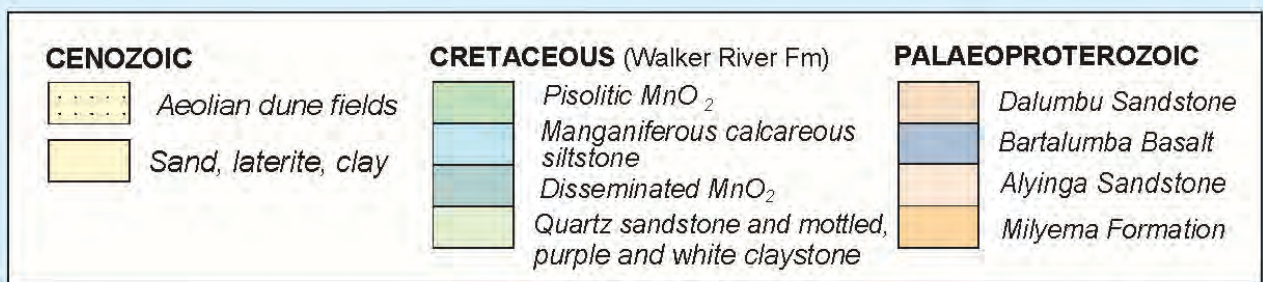 CENOZOIC
Aeolian dune fields
Sand, laterite, clay
CRETACEOUS (Walker River Fm)
Pisolitic MnO₂
Manganiferous calcareous
siltstone
Disseminated MnO₂
Quartz sandstone and mottled,
purple and white claystone
PALAEOPROTEROZOIC
Dalumbu Sandstone
Bartalumba Basalt
Alyinga Sandstone
Milyema Formation